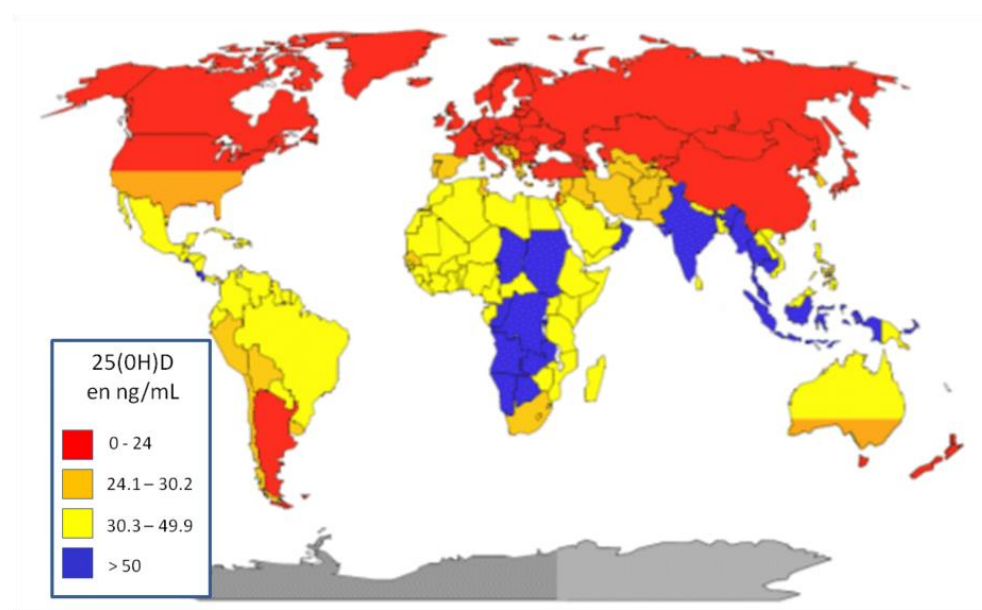 25(0H)D
en ng/mL
0 - 24
24.1 – 30.2
30.3 – 49.9
> 50